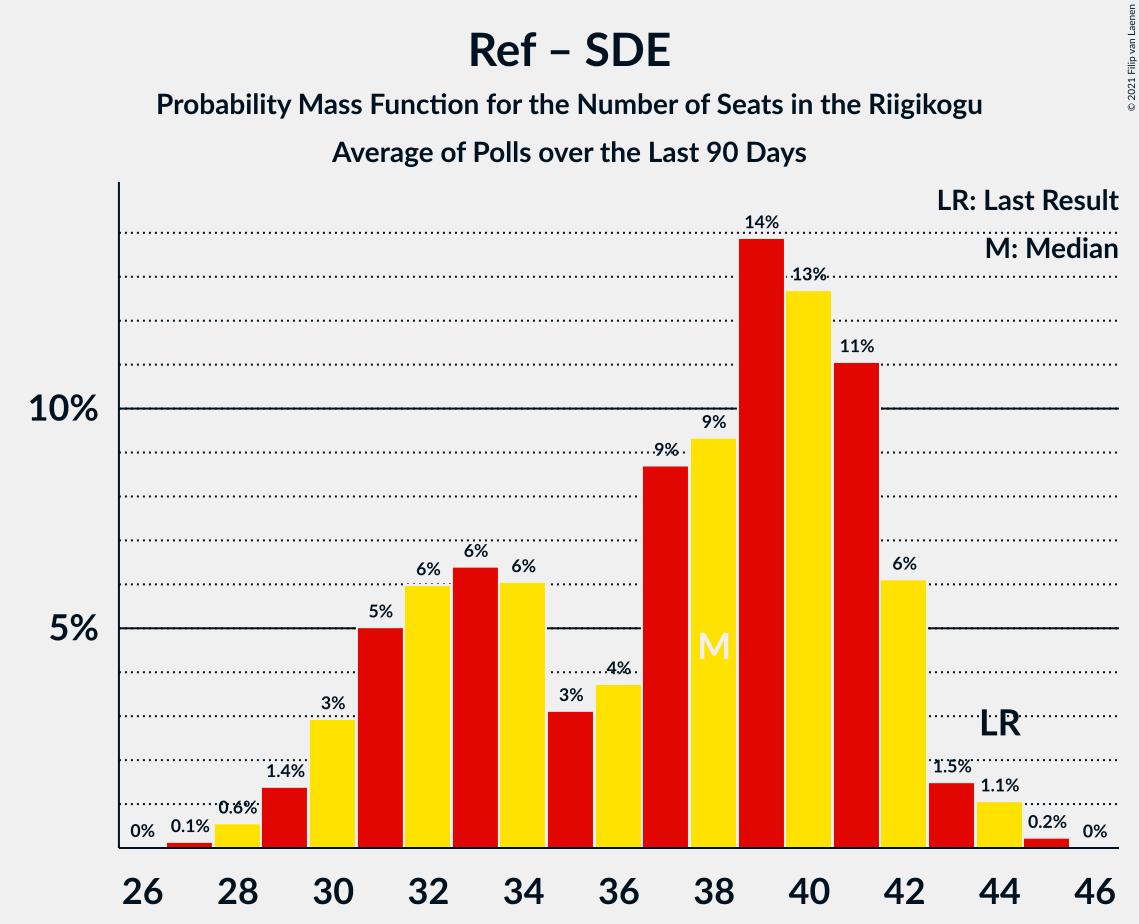 Ref – SDE
Probability Mass Function for the Number of Seats in the Riigikogu
Average of Polls over the Last 90 Days
© 2021 Filip van Laenen
LR: Last Result
M: Median
10%
5%
0%
0.1%
0.6%
1.4%
3%
5%
6%
6%
6%
3%
4%
9%
9%
14%
13%
11%
6%
1.5%
1.1%
0.2%
0%
M
LR
26 28 30 32 34 36 38 40 42 44 46